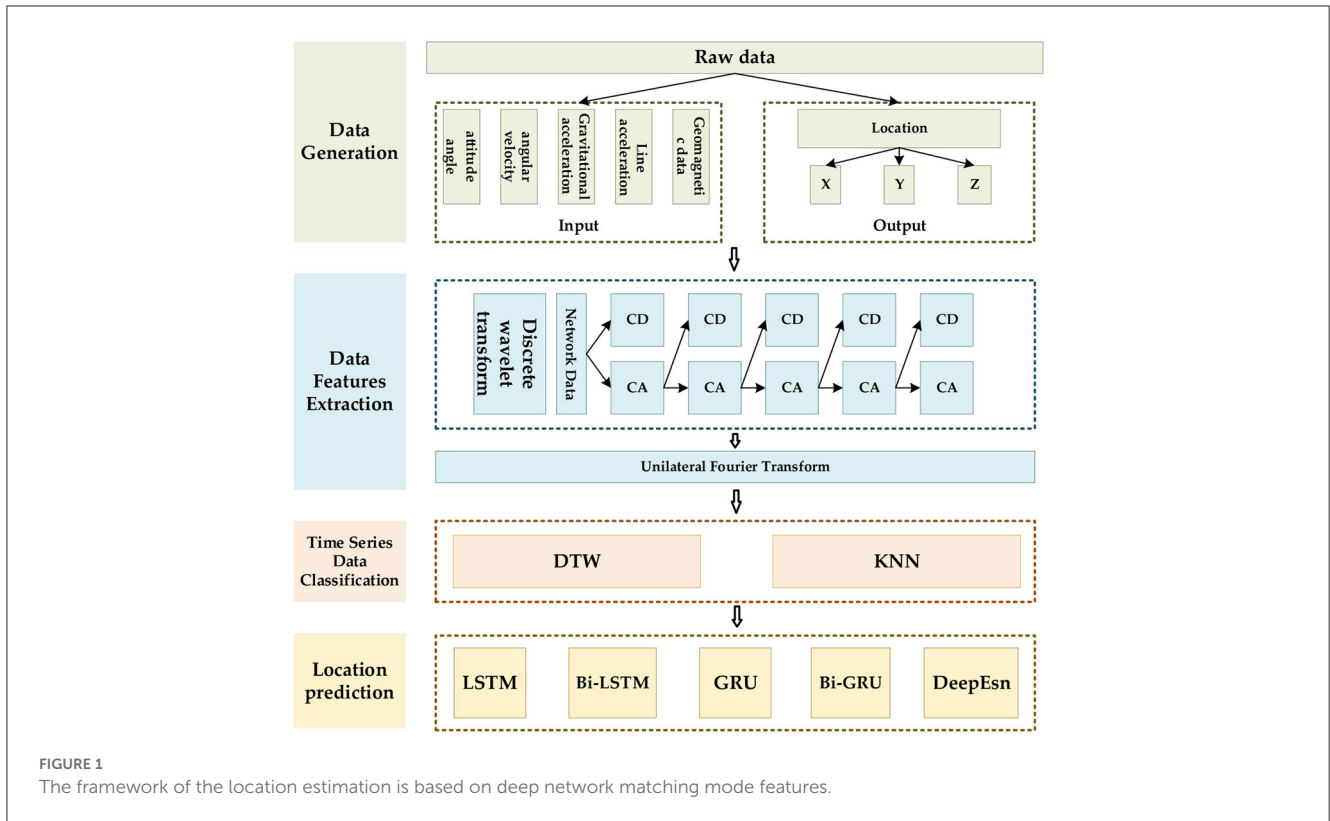 Raw data
Data
Generation
attitude
angle
angular
velocity
Gravitational
acceleration
Line
acceleration
Geomagneti
c data
Input
Location
X
Y
Z
Output
Data
Features
Extraction
Discrete
wavelet
transform
Network Data
CD
CD
CD
CD
CD
CA
CA
CA
CA
CA
Unilateral Fourier Transform
Time Series
Data
Classification
DTW
KNN
Location
prediction
LSTM
Bi-LSTM
GRU
Bi-GRU
DeepEsn
FIGURE 1
The framework of the location estimation is based on deep network matching mode features.